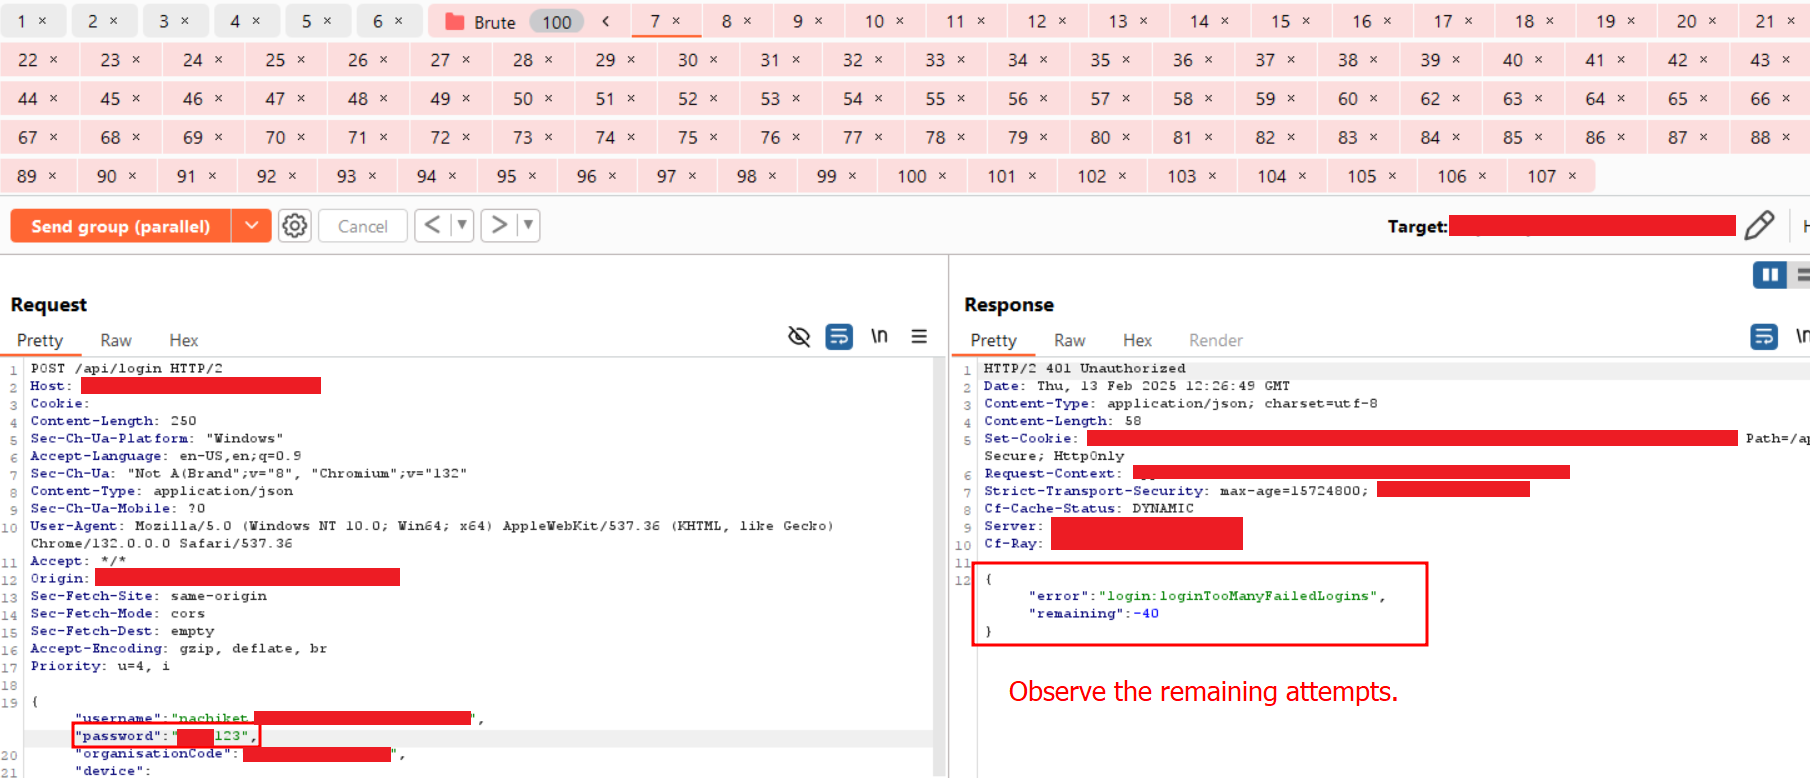 1 × 2 × 3 × 4 × 5 × 6 × Brute 100 < 7 × 8 × 9 × 10 × 11 × 12 × 13 × 14 × 15 × 16 × 17 × 18 × 19 × 20 × 21 ×
22 × 23 × 24 × 25 × 26 × 27 × 28 × 29 × 30 × 31 × 32 × 33 × 34 × 35 × 36 × 37 × 38 × 39 × 40 × 41 × 42 × 43 ×
44 × 45 × 46 × 47 × 48 × 49 × 50 × 51 × 52 × 53 × 54 × 55 × 56 × 57 × 58 × 59 × 60 × 62 × 63 × 64 × 65 × 66 ×
67 × 68 × 69 × 70 × 71 × 72 × 73 × 74 × 75 × 76 × 77 × 78 × 79 × 80 × 81 × 82 × 83 × 84 × 85 × 86 × 87 × 88 ×
89 × 90 × 91 × 92 × 93 × 94 × 95 × 96 × 97 × 98 × 99 × 100 × 101 × 102 × 103 × 104 × 105 × 106 × 107 ×
Send group (parallel) Cancel < > Target: H
Request
Pretty Raw Hex \n
1 POST /api/login HTTP/2
2 Host:
3 Cookie:
4 Content-Length: 250
5 Sec-Ch-Ua-Platform: "Windows"
6 Accept-Language: en-US,en;q=0.9
7 Sec-Ch-Ua: "Not A(Brand";v="8", "Chromium";v="132"
8 Content-Type: application/json
9 Sec-Ch-Ua-Mobile: ?0
10 User-Agent: Mozilla/5.0 (Windows NT 10.0; Win64; x64) AppleWebKit/537.36 (KHTML, like Gecko)
Chrome/132.0.0.0 Safari/537.36
11 Accept: */*
12 Origin:
13 Sec-Fetch-Site: same-origin
14 Sec-Fetch-Mode: cors
15 Sec-Fetch-Dest: empty
16 Accept-Encoding: gzip, deflate, br
17 Priority: u=4, i
18
19 {
"username":"nachiket ",
"password":" 123",
20 "organisationCode": ",
21 "device":
Response
Pretty Raw Hex Render \n
1 HTTP/2 401 Unauthorized
2 Date: Thu, 13 Feb 2025 12:26:49 GMT
3 Content-Type: application/json; charset=utf-8
4 Content-Length: 58
5 Set-Cookie: Path=/ap
Secure; HttpOnly
6 Request-Context:
7 Strict-Transport-Security: max-age=15724800;
8 Cf-Cache-Status: DYNAMIC
9 Server:
10 Cf-Ray:
11
12 {
"error":"login:loginTooManyFailedLogins",
"remaining":-40
}
Observe the remaining attempts.